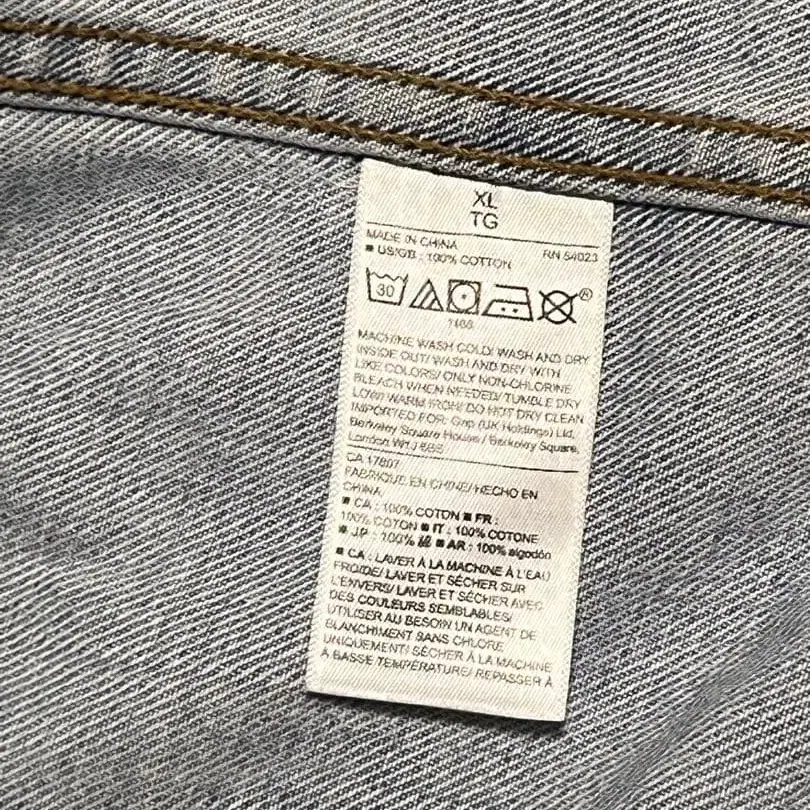 XL
TG
MADE IN CHINA RN 54023
■ US/GB : 100% COTTON
30
®
1466
MACHINE WASH COLD/ WASH AND DRY
INSIDE OUT/ WASH AND DRY WITH
LIKE COLORS/ ONLY NON-CHLORINE
BLEACH WHEN NEEDED/ TUMBLE DRY
LOW/ WARM IRON/ DO NOT DRY CLEAN
IMPORTED FOR: Gap (UK Holdings) Ltd,
Berkeley Square House / Berkeley Square,
London W1J
CA 17897
FABRIQUÉ EN CHINE/ HECHO EN
CHINA
■ CA : 100% COTON ■ FR :
100% COTON ■ IT : 100% COTONE
■ JP : 100% 綿 ■ AR : 100% algodón
■ CA : LAVER À LA MACHINE À L'EAU
FROIDE/ LAVER ET SÉCHER SUR
L'ENVERS/ LAVER ET SÉCHER AVEC
DES COULEURS SEMBLABLES/
UTILISER AU BESOIN UN AGENT DE
BLANCHIMENT SANS CHLORE
UNIQUEMENT/ SÉCHER À LA MACHINE
À BASSE TEMPÉRATURE/ REPASSER À